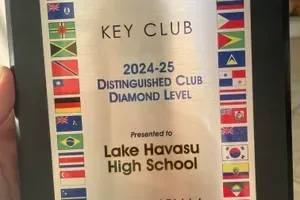 KEY CLUB
2024-25
DISTINGUISHED CLUB
DIAMOND LEVEL
Presented to
Lake Havasu
High School